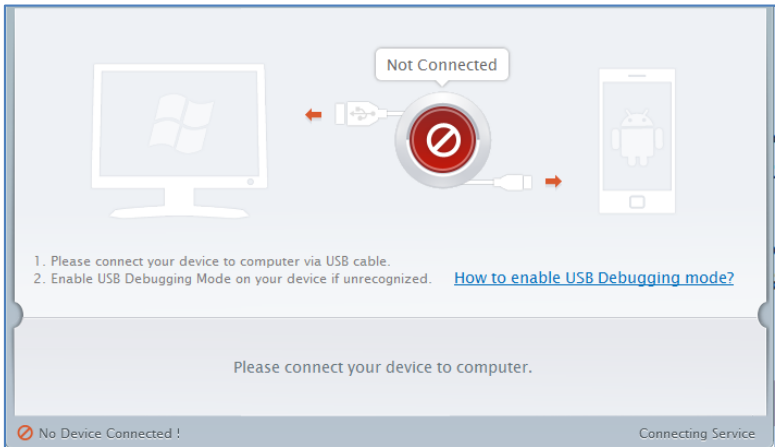 Not Connected
1. Please connect your device to computer via USB cable.
2. Enable USB Debugging Mode on your device if unrecognized. How to enable USB Debugging mode?
Please connect your device to computer.
No Device Connected ! Connecting Service